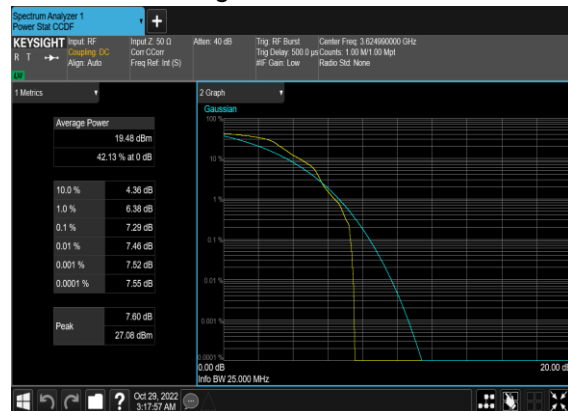 Spectrum Analyzer 1
Power Stat CCDF
KEYSIGHT
R T
LW
Input: RF
Coupling: DC
Align: Auto
Input Z: 50 Ω
Corr CCorr
Freq Ref: Int (S)
Atten: 40 dB
Trig: RF Burst
Trig Delay: 500.0 µs
#IF Gain: Low
Center Freq: 3.624990000 GHz
Counts: 1.00 M/1.00 Mpt
Radio Std: None
1 Metrics
Average Power
19.48 dBm
42.13 % at 0 dB
10.0 % 4.36 dB
1.0 % 6.38 dB
0.1 % 7.29 dB
0.01 % 7.46 dB
0.001 % 7.52 dB
0.0001 % 7.55 dB
Peak
7.60 dB
27.08 dBm
2 Graph
Gaussian
100 %
10 %
1 %
0.1 %
0.01 %
0.001 %
0.0001 %
0.00 dB 20.00 dB
Info BW 25.000 MHz
?
Oct 29, 2022
3:17:57 AM